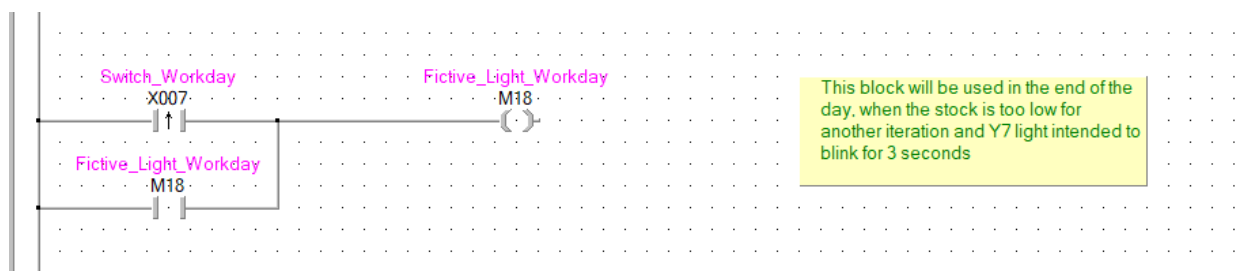 Switch_Workday
X007
Fictive_Light_Workday
M18
Fictive_Light_Workday
M18
This block will be used in the end of the
day, when the stock is too low for
another iteration and Y7 light intended to
blink for 3 seconds